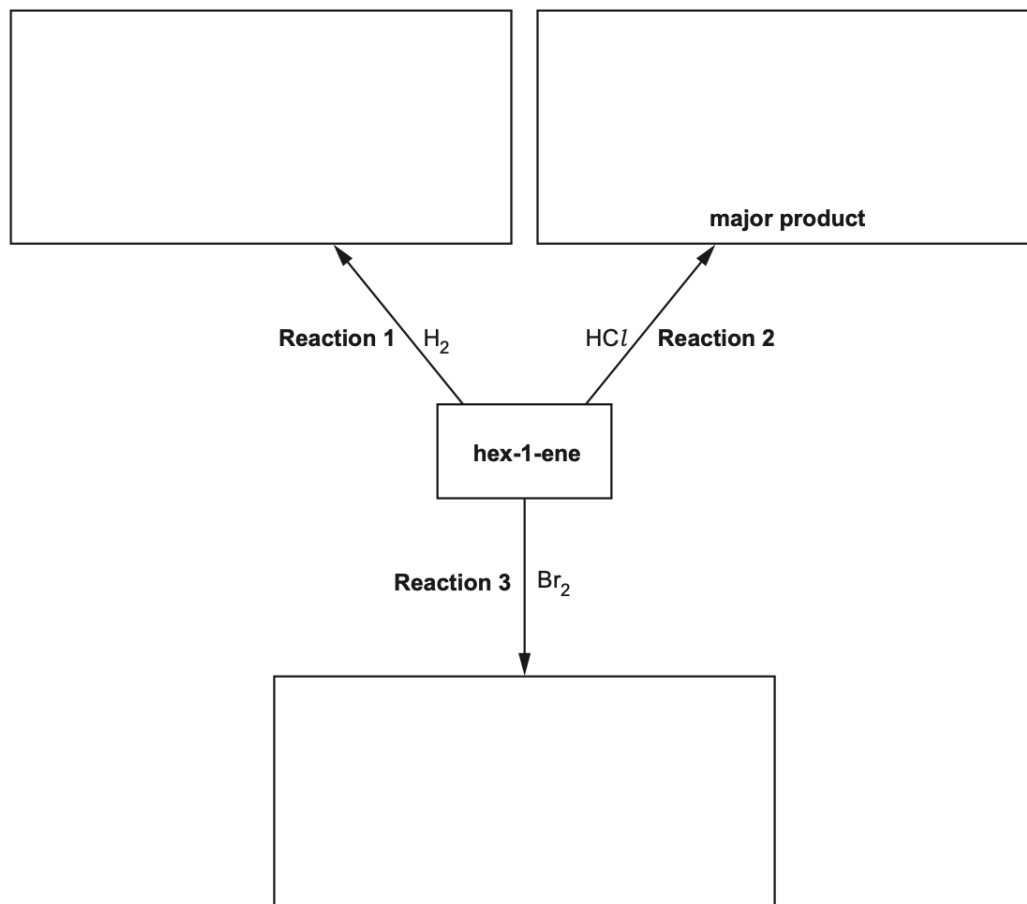 major product
Reaction 1 H₂
HCl Reaction 2
hex-1-ene
Reaction 3 Br₂